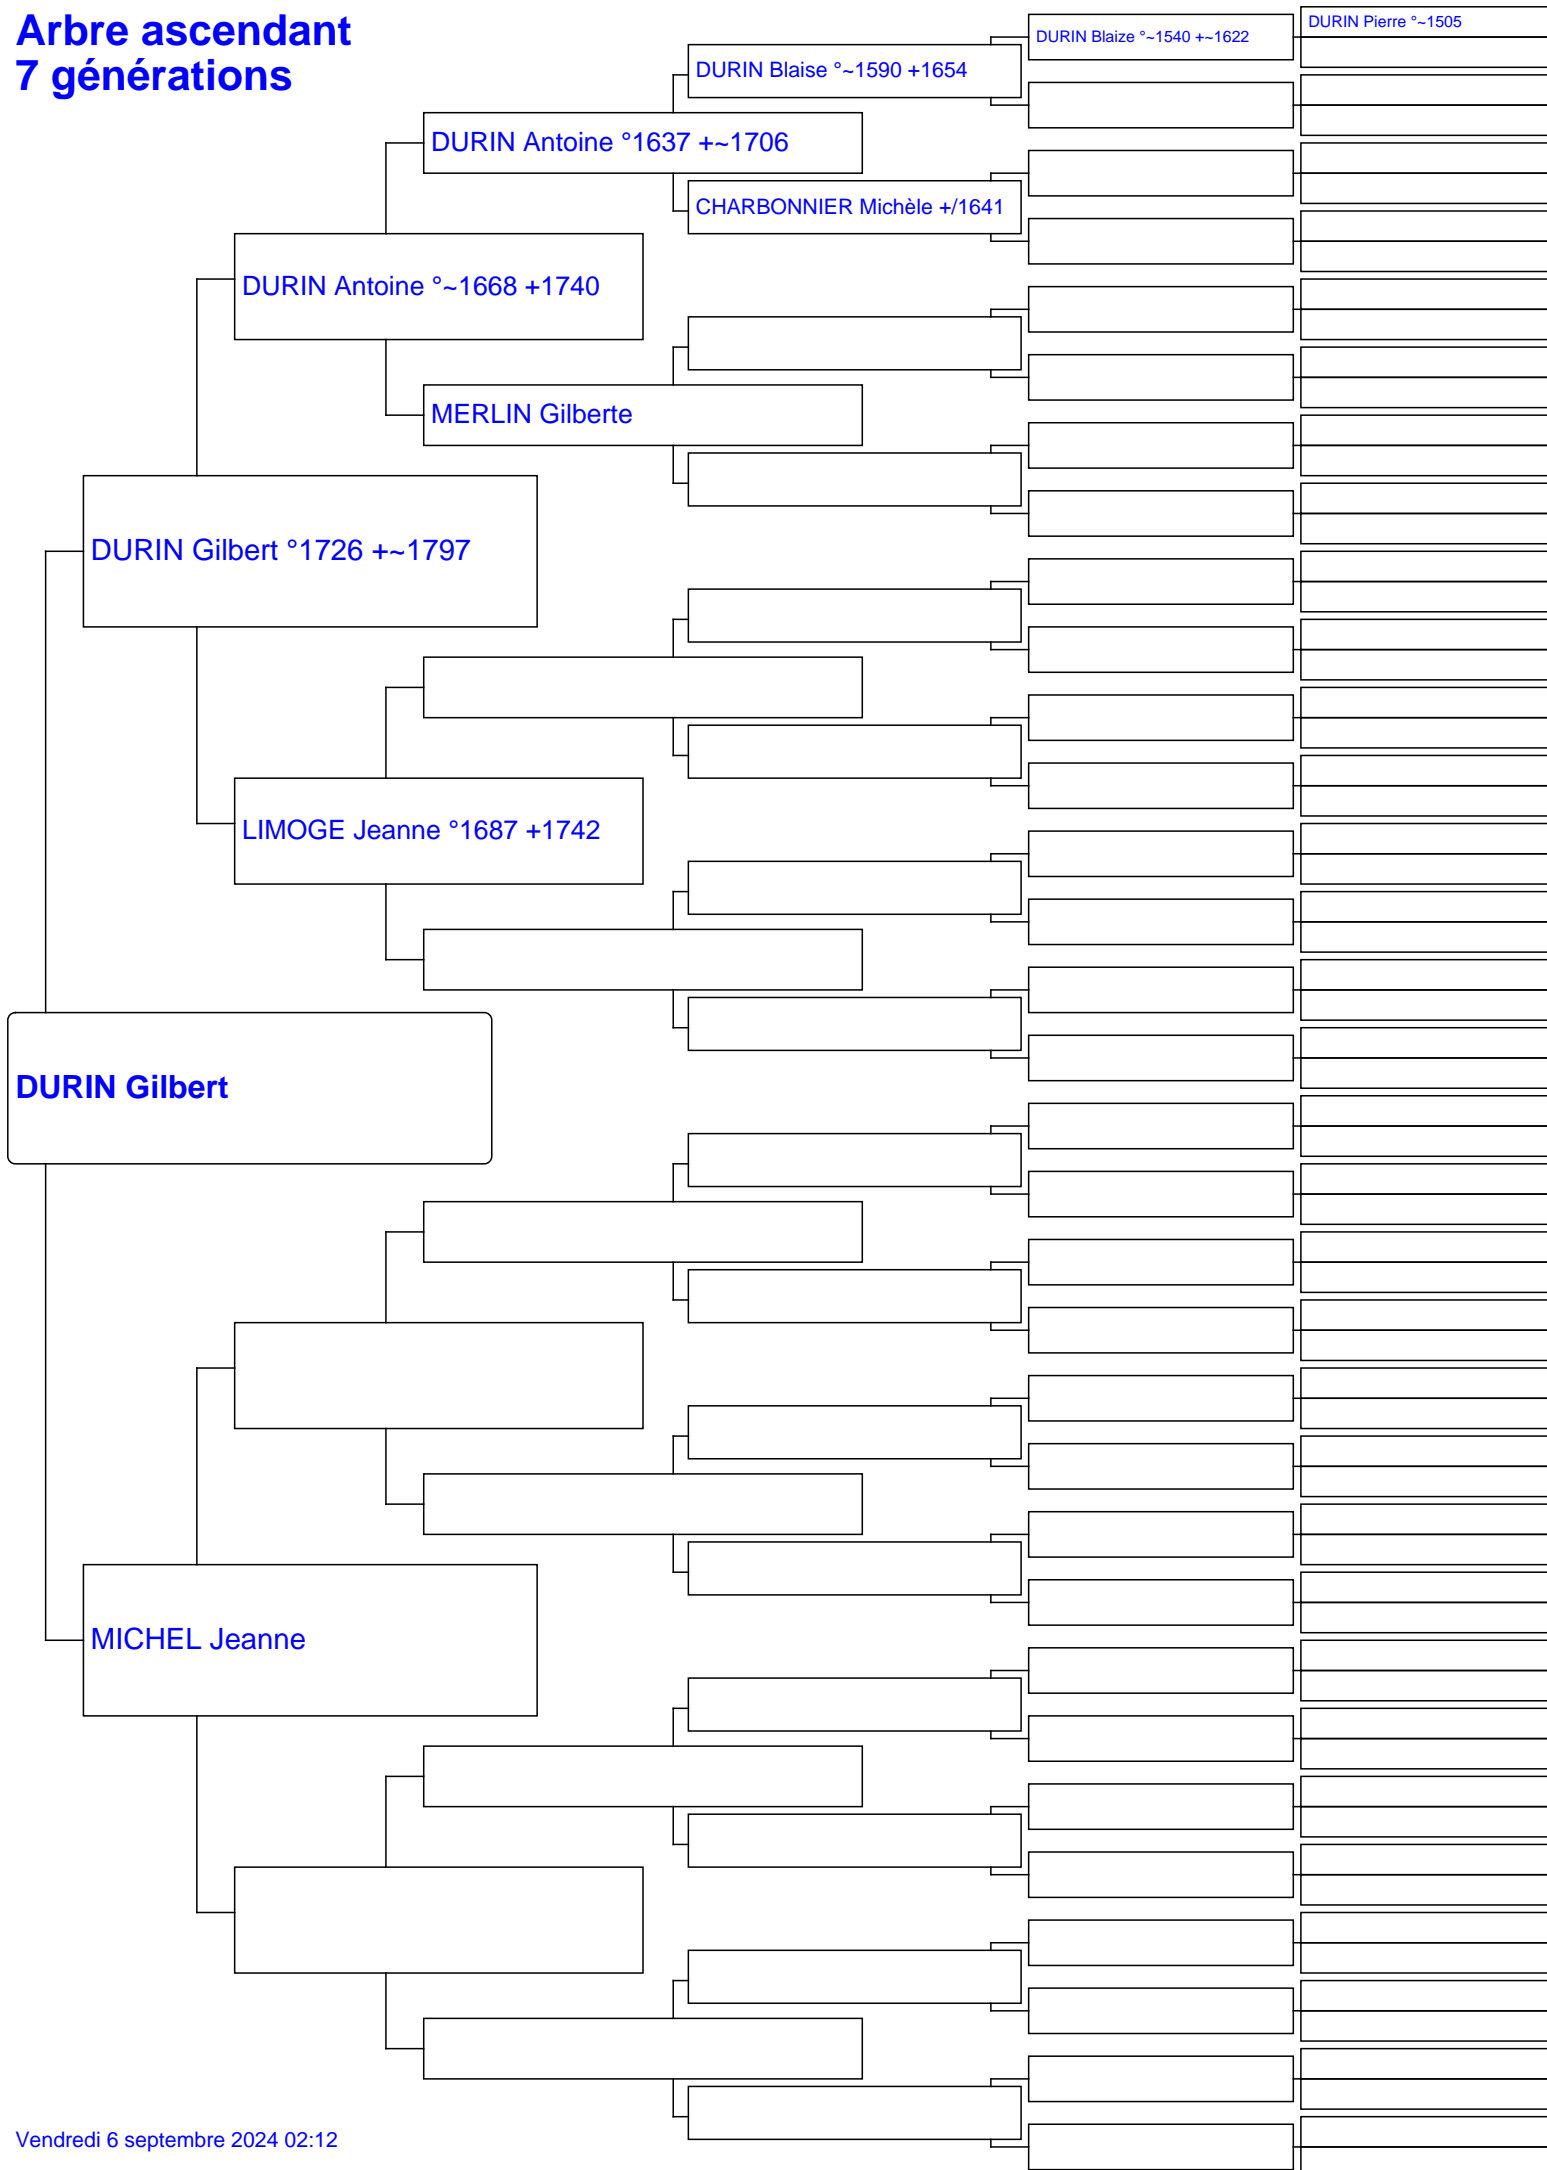 Arbre ascendant
7 générations
DURIN Pierre °~1505
DURIN Blaize °~1540 +~1622
DURIN Blaise °~1590 +1654
DURIN Antoine °1637 +~1706
CHARBONNIER Michèle +/1641
DURIN Antoine °~1668 +1740
MERLIN Gilberte
DURIN Gilbert °1726 +~1797
LIMOGE Jeanne °1687 +1742
DURIN Gilbert
MICHEL Jeanne
Vendredi 6 septembre 2024 02:12